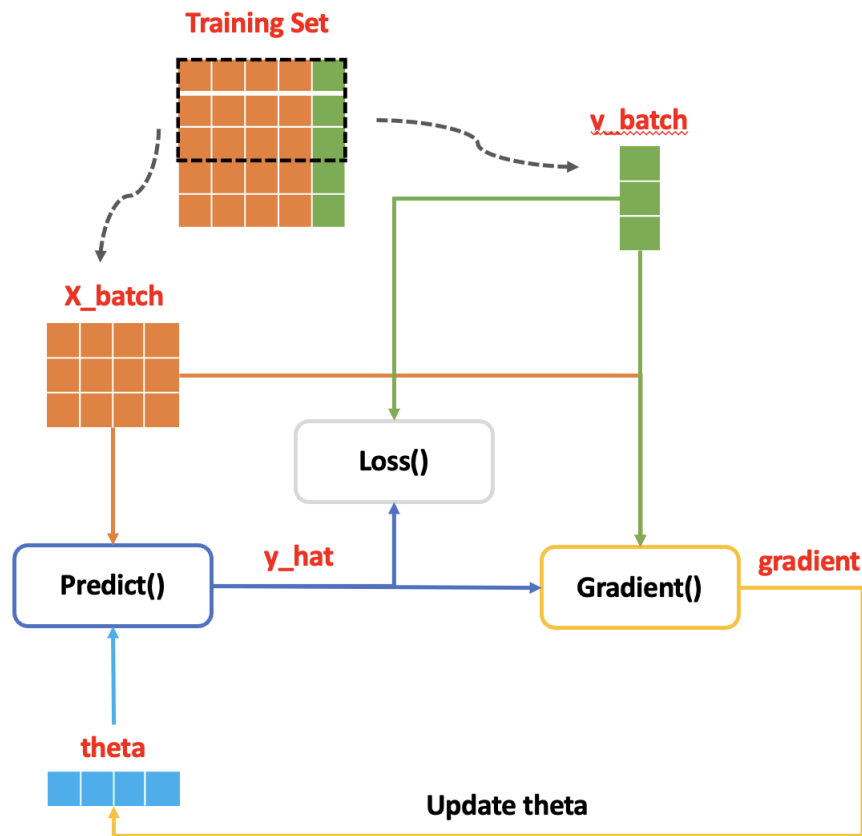 Training Set
y_batch
X_batch
Loss()
y_hat
Predict()
Gradient()
gradient
theta
Update theta